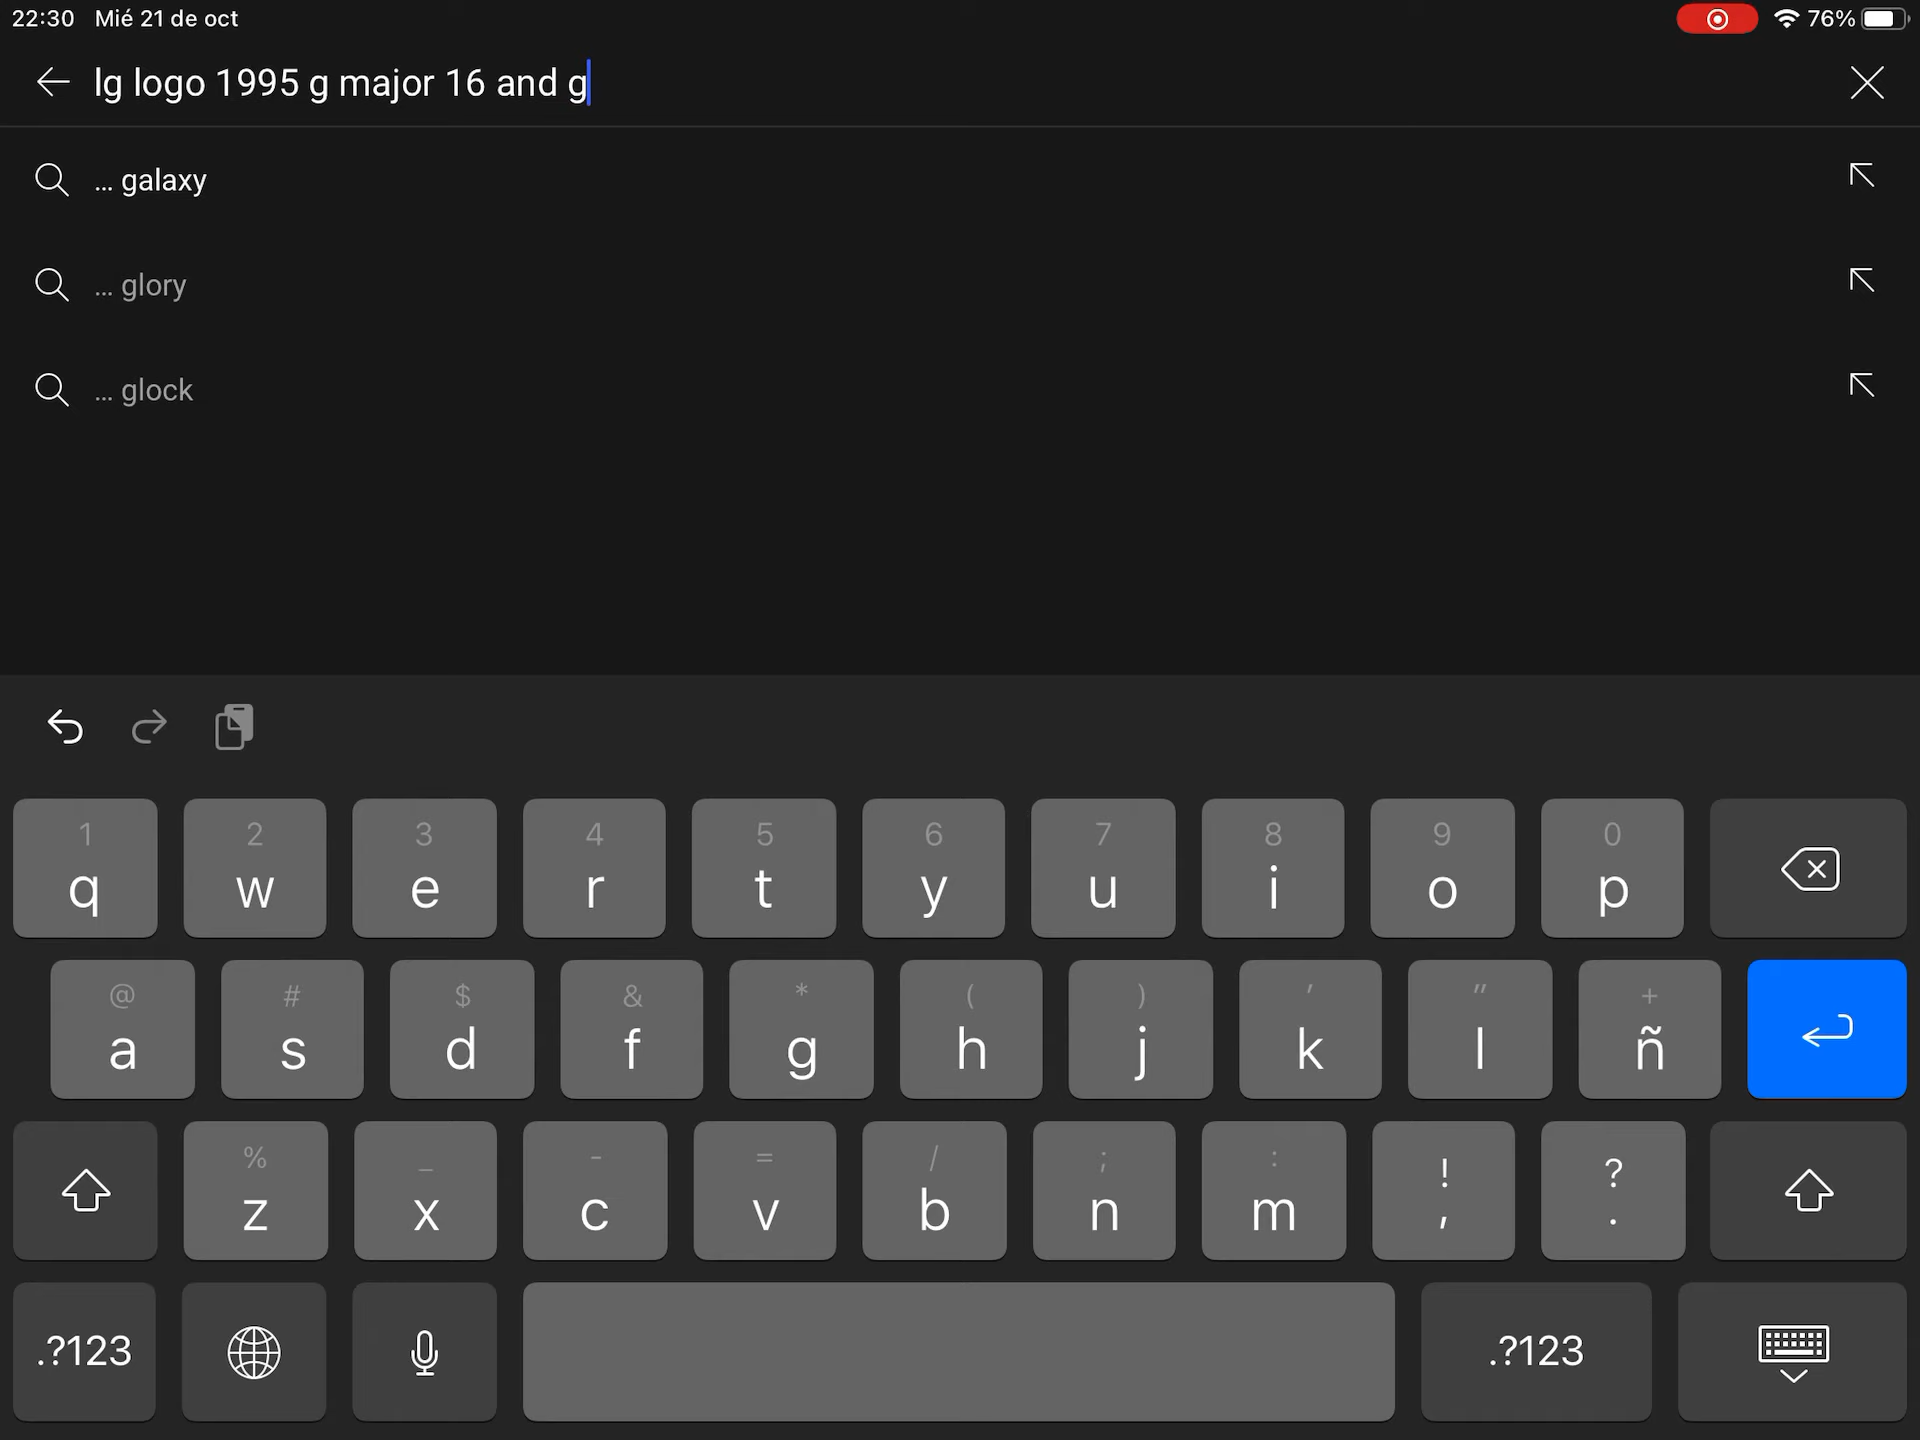 22:30 Mié 21 de oct 76%
lg logo 1995 g major 16 and g
... galaxy
... glory
... glock
1 2 3 4 5 6 7 8 9 0
q w e r t y u i o p
@ # $ & * ( ) ' " +
a s d f g h j k l ñ
% _ - = / ; : ! ?
z x c v b n m , .
.?123 .?123